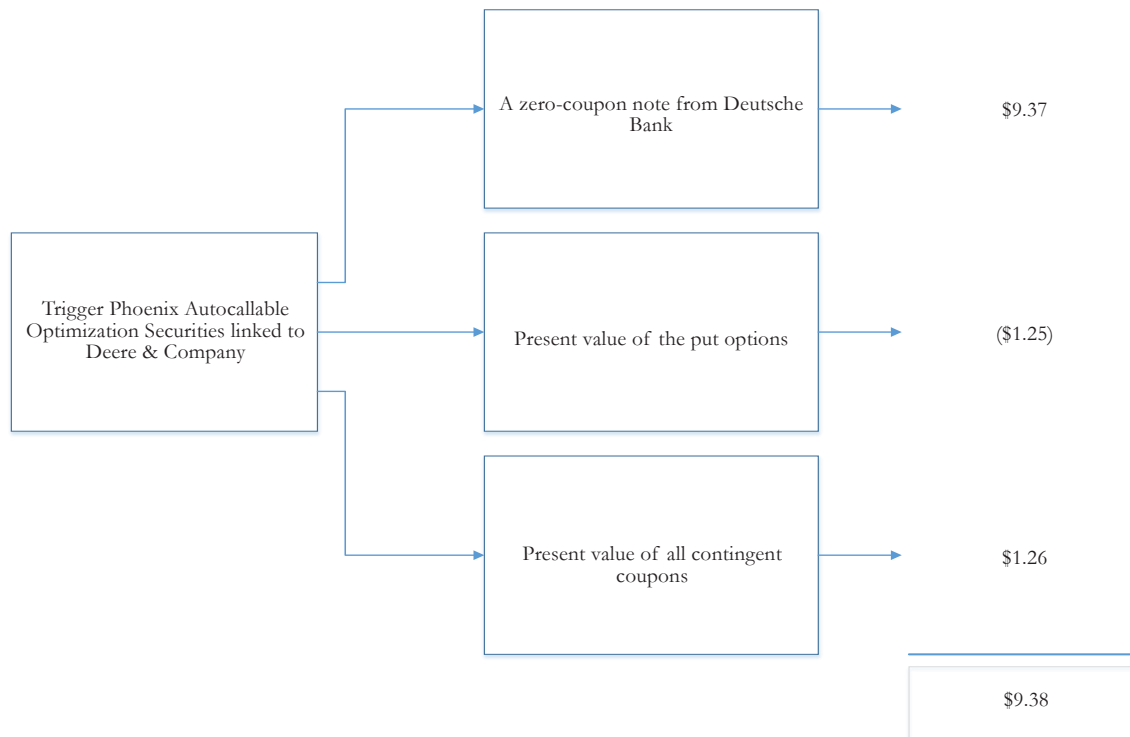 A zero-coupon note from Deutsche
Bank
$9.37
Trigger Phoenix Autocallable
Optimization Securities linked to
Deere & Company
Present value of the put options
($1.25)
Present value of all contingent
coupons
$1.26
$9.38